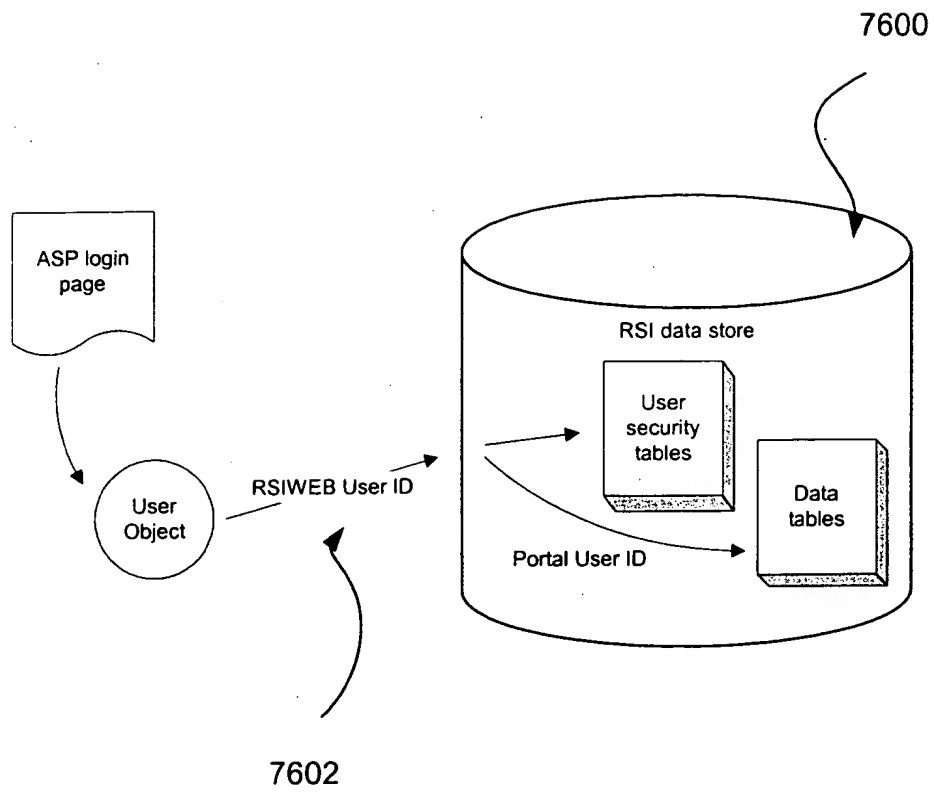 7600
ASP login
page
RSI data store
User
security
tables
RSIWEB User ID
User
Object
Data
tables
Portal User ID
7602